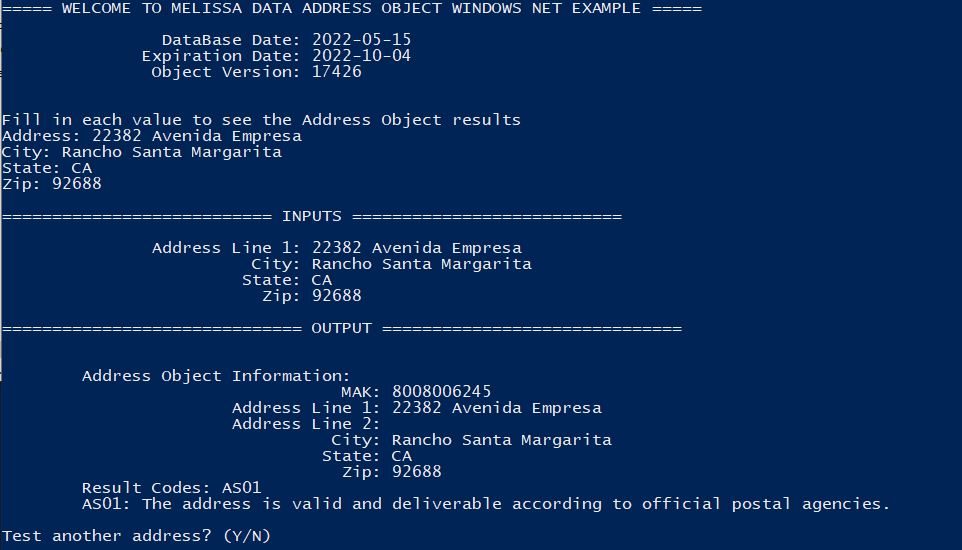 ===== WELCOME TO MELISSA DATA ADDRESS OBJECT WINDOWS NET EXAMPLE =====
DataBase Date: 2022-05-15
Expiration Date: 2022-10-04
Object Version: 17426
Fill in each value to see the Address Object results
Address: 22382 Avenida Empresa
City: Rancho Santa Margarita
State: CA
Zip: 92688
=========================== INPUTS ===========================
Address Line 1: 22382 Avenida Empresa
City: Rancho Santa Margarita
State: CA
Zip: 92688
============================== OUTPUT ==============================
Address Object Information:
MAK: 8008006245
Address Line 1: 22382 Avenida Empresa
Address Line 2:
City: Rancho Santa Margarita
State: CA
Zip: 92688
Result Codes: AS01
AS01: The address is valid and deliverable according to official postal agencies.
Test another address? (Y/N)